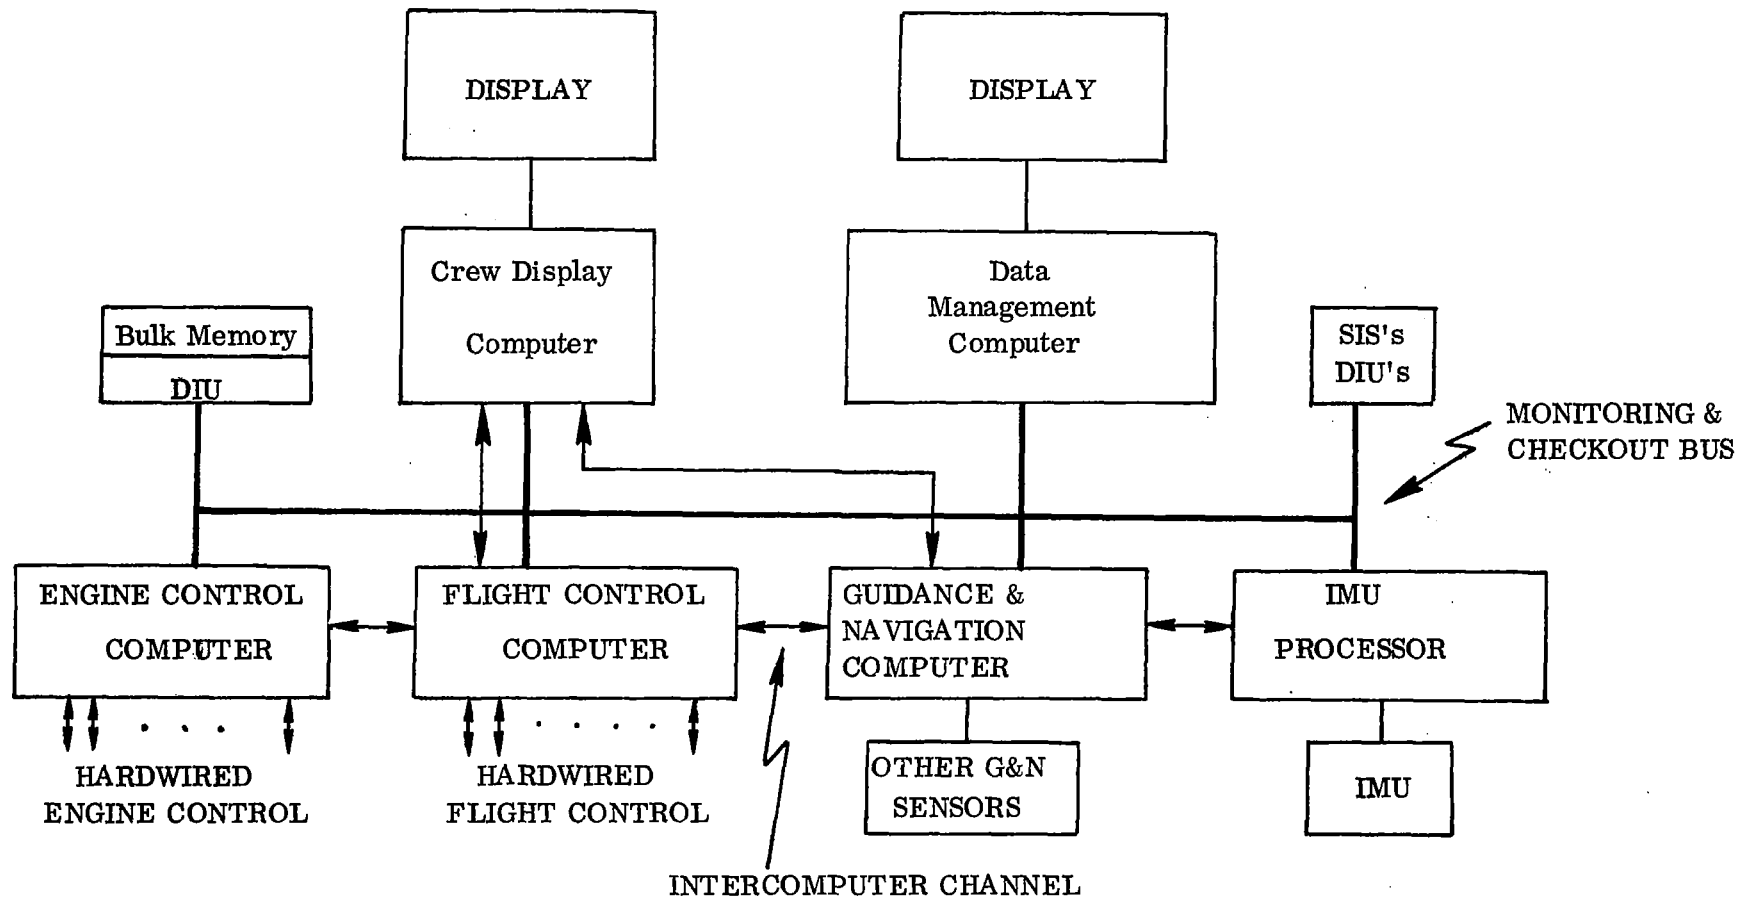 DISPLAY
DISPLAY
Crew Display
Computer
Data
Management
Computer
Bulk Memory
DIU
SIS's
DIU's
MONITORING &
CHECKOUT BUS
ENGINE CONTROL
COMPUTER
FLIGHT CONTROL
COMPUTER
GUIDANCE &
NAVIGATION
COMPUTER
IMU
PROCESSOR
HARDWIRED
ENGINE CONTROL
HARDWIRED
FLIGHT CONTROL
OTHER G&N
SENSORS
IMU
INTERCOMPUTER CHANNEL